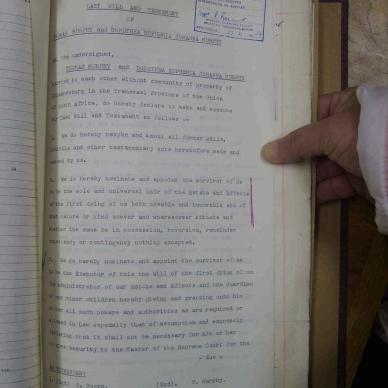 LAST WILL AND TESTAMENT
OF
THOMAS MURPHY and DOROTHEA EUPHEMIA JOHANNA MURPHY
the undersigned,
THOMAS MURPHY and DOROTHEA EUPHEMIA JOHANNA MURPHY
married to each other without community of property of
Johannesburg in the Transvaal Province of the Union
of South Africa, do hereby declare to make and execute
our Last Will and Testament as follows :-
We do hereby revoke and annul all former Wills,
Codicils and other testamentary acts heretofore made and
passed by us.
2. We do hereby nominate and appoint the survivor of us
to be the sole and universal heir of the Estate and Effects
of the first dying of us both movable and immovable and of
what nature or kind soever and wheresoever situate and
whether the same be in possession, reversion, remainder
expectancy or contingency nothing excepted.
3. We do hereby nominate and appoint the survivor of us
to be the Executor of this the Will of the first dying of us
the Administrator of our Estate and Effects and the Guardian
of our minor children hereby giving and granting unto him
or her all such powers and authorities as are required or
allowed in Law especially that of assumption and expressly
declaring that it shall not be necessary for him or her
to give security to the Master of the Supreme Court for the
- due -
AS WITNESSES:
1. (Sgd) (Sgd). T. Murphy.